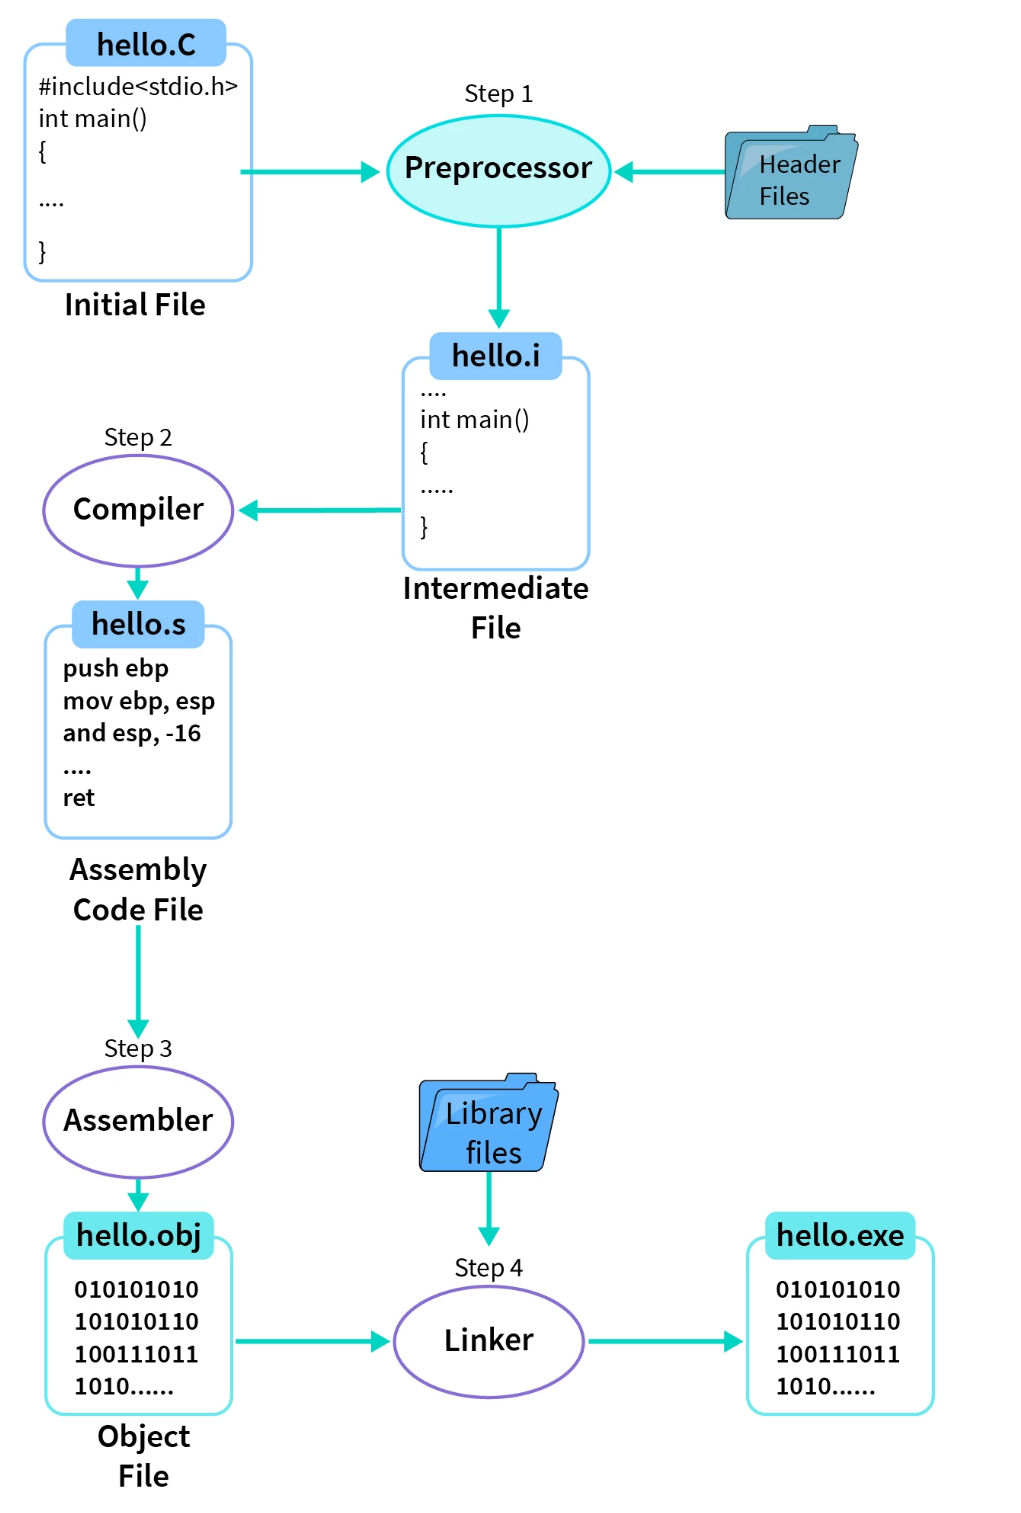 hello.C
#include<stdio.h>
int main()
{
....
}
Initial File
Step 1
Preprocessor
Header
Files
hello.i
....
int main()
{
.....
}
Intermediate
File
Step 2
Compiler
hello.s
push ebp
mov ebp, esp
and esp, -16
....
ret
Assembly
Code File
Step 3
Assembler
hello.obj
010101010
101010110
100111011
1010......
Object
File
Library
files
Step 4
Linker
hello.exe
010101010
101010110
100111011
1010......